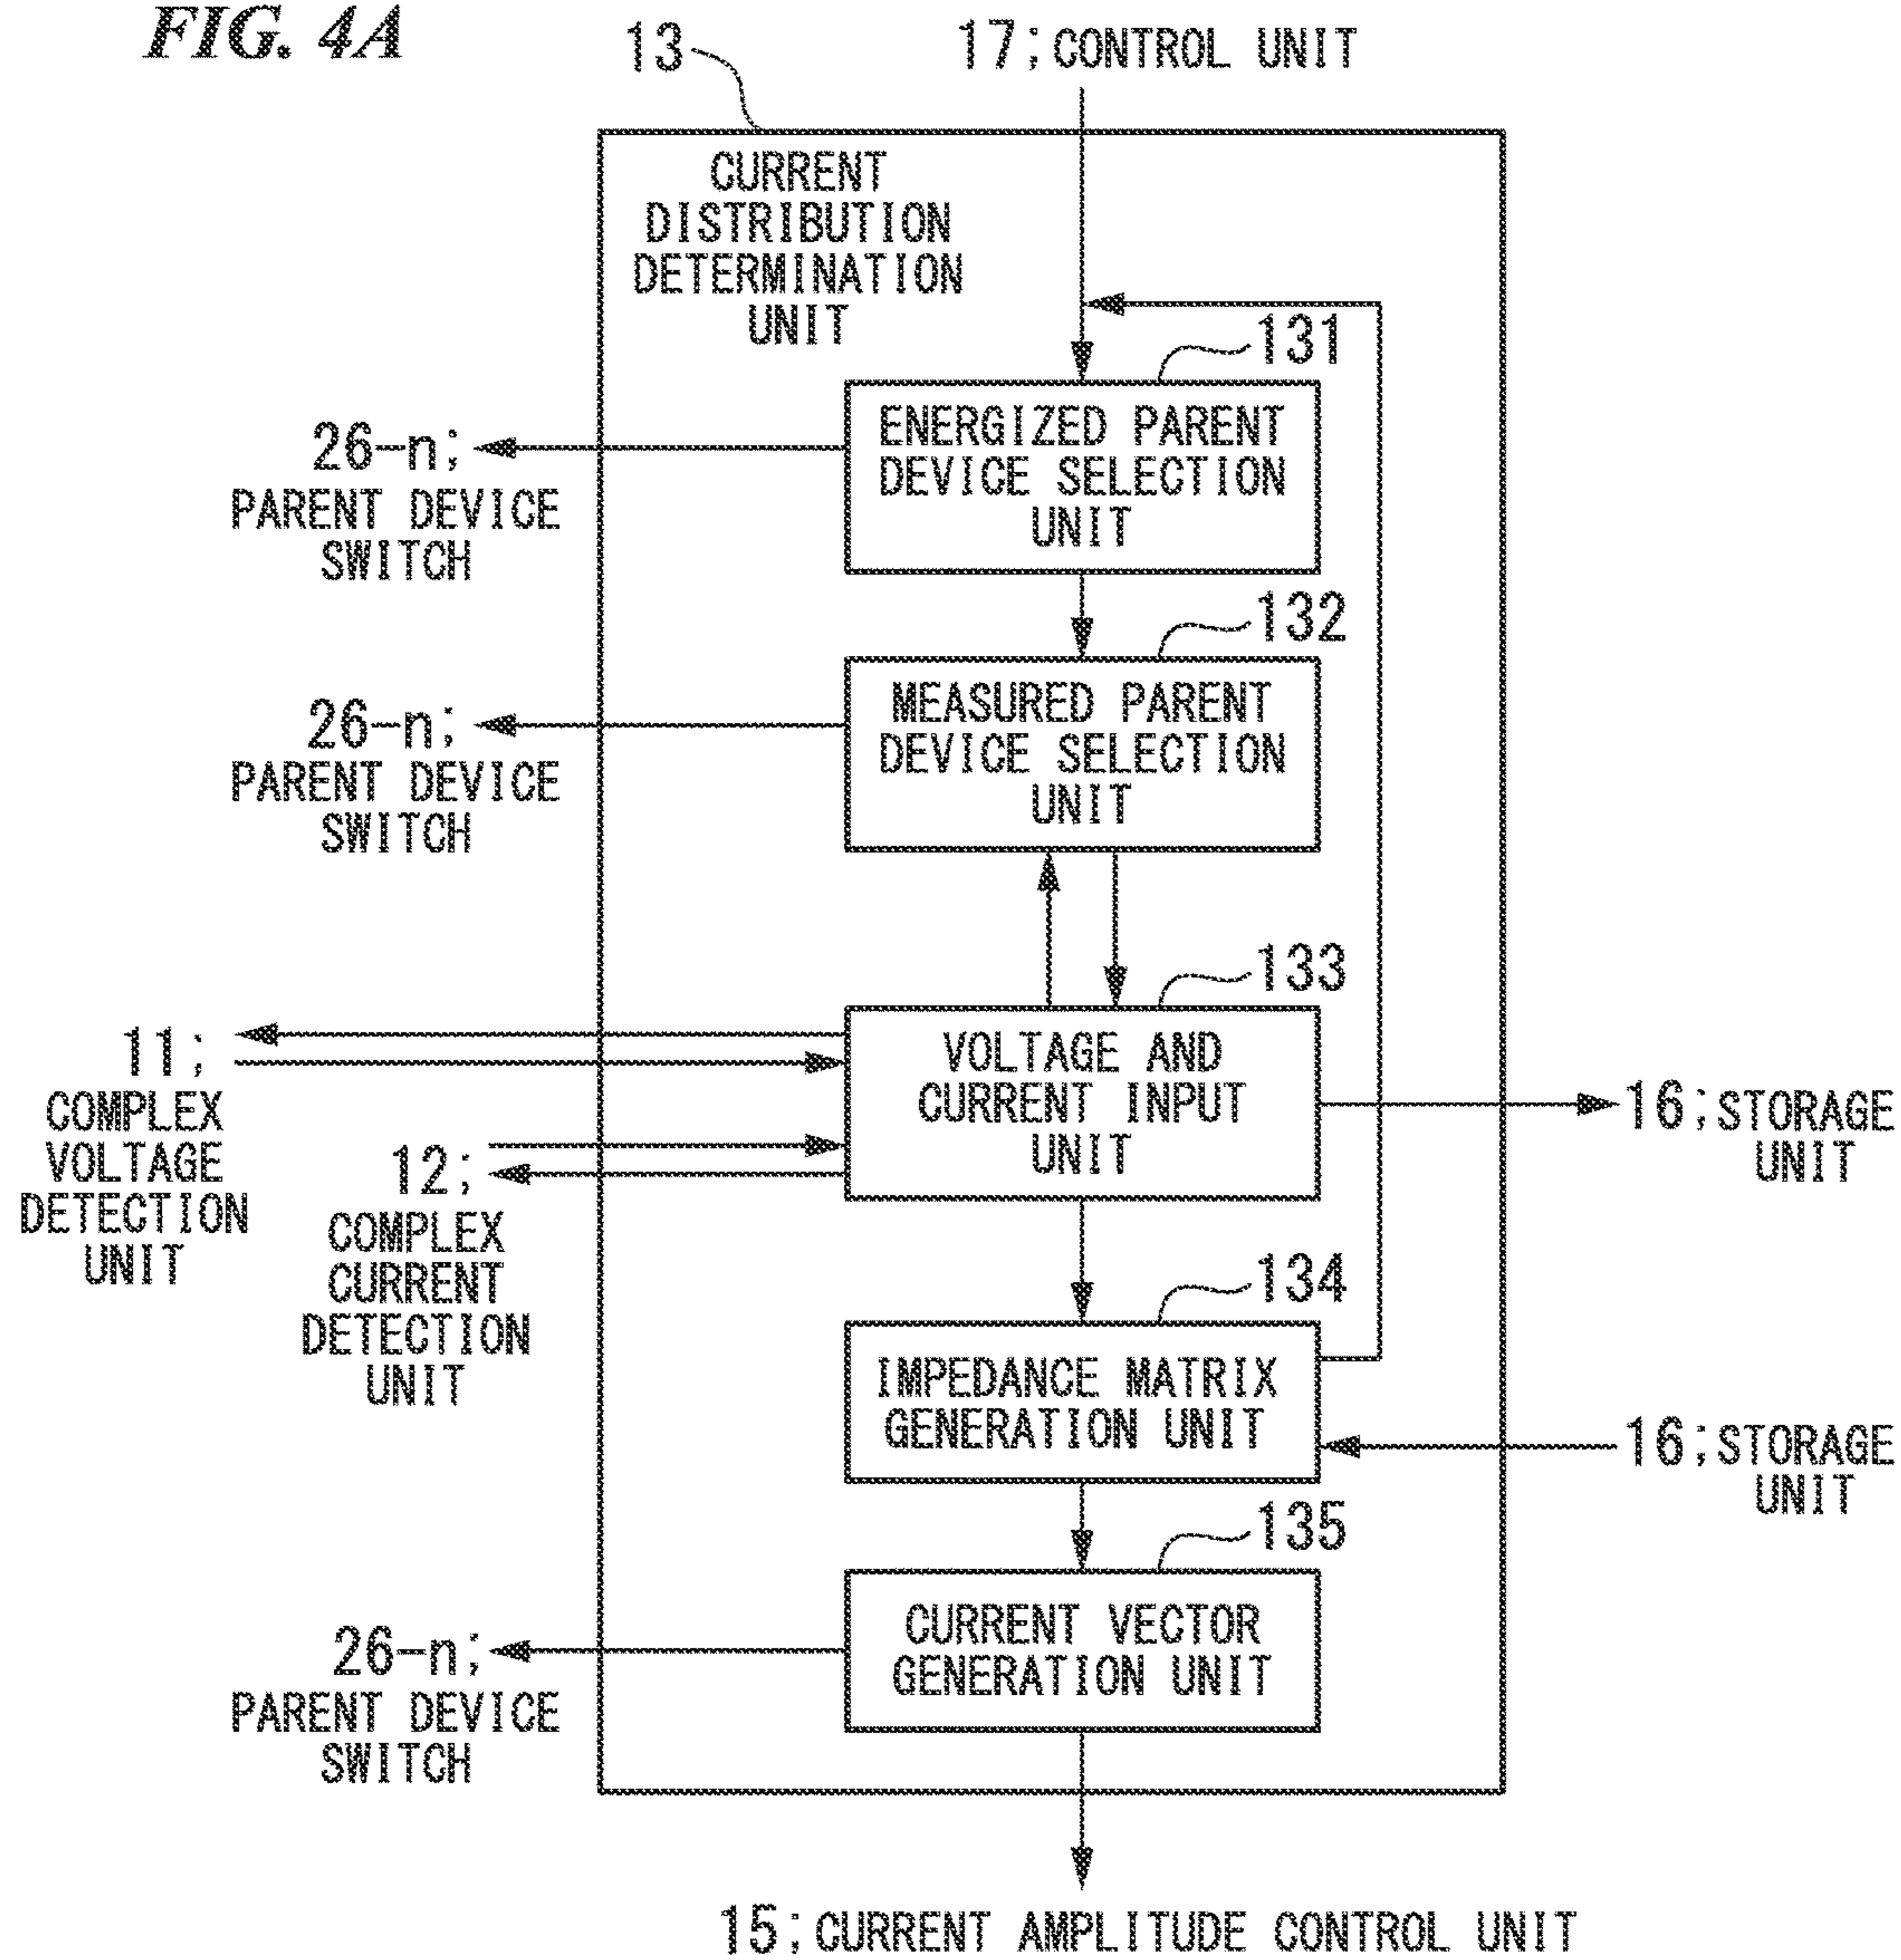 FIG. 4A
13
17; CONTROL UNIT
CURRENT
DISTRIBUTION
DETERMINATION
UNIT
131
ENERGIZED PARENT
DEVICE SELECTION
UNIT
26-n;
PARENT DEVICE
SWITCH
132
MEASURED PARENT
DEVICE SELECTION
UNIT
26-n;
PARENT DEVICE
SWITCH
133
VOLTAGE AND
CURRENT INPUT
UNIT
11;
COMPLEX
VOLTAGE
DETECTION
UNIT
12;
COMPLEX
CURRENT
DETECTION
UNIT
16; STORAGE
UNIT
134
IMPEDANCE MATRIX
GENERATION UNIT
16; STORAGE
UNIT
135
CURRENT VECTOR
GENERATION UNIT
26-n;
PARENT DEVICE
SWITCH
15; CURRENT AMPLITUDE CONTROL UNIT